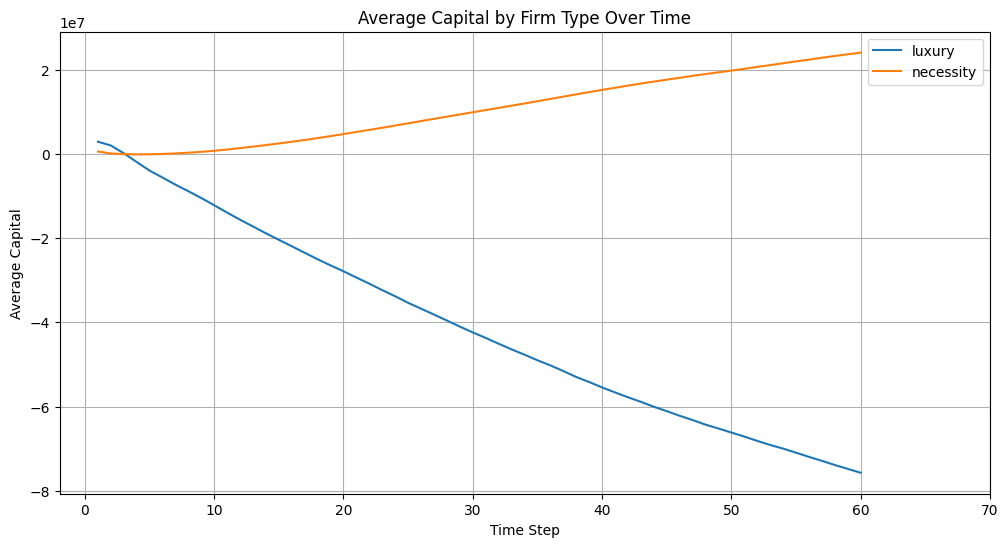 Average Capital by Firm Type Over Time
1e7
luxury
necessity
2
0
−2
−4
−6
−8
Average Capital
0 10 20 30 40 50 60 70
Time Step